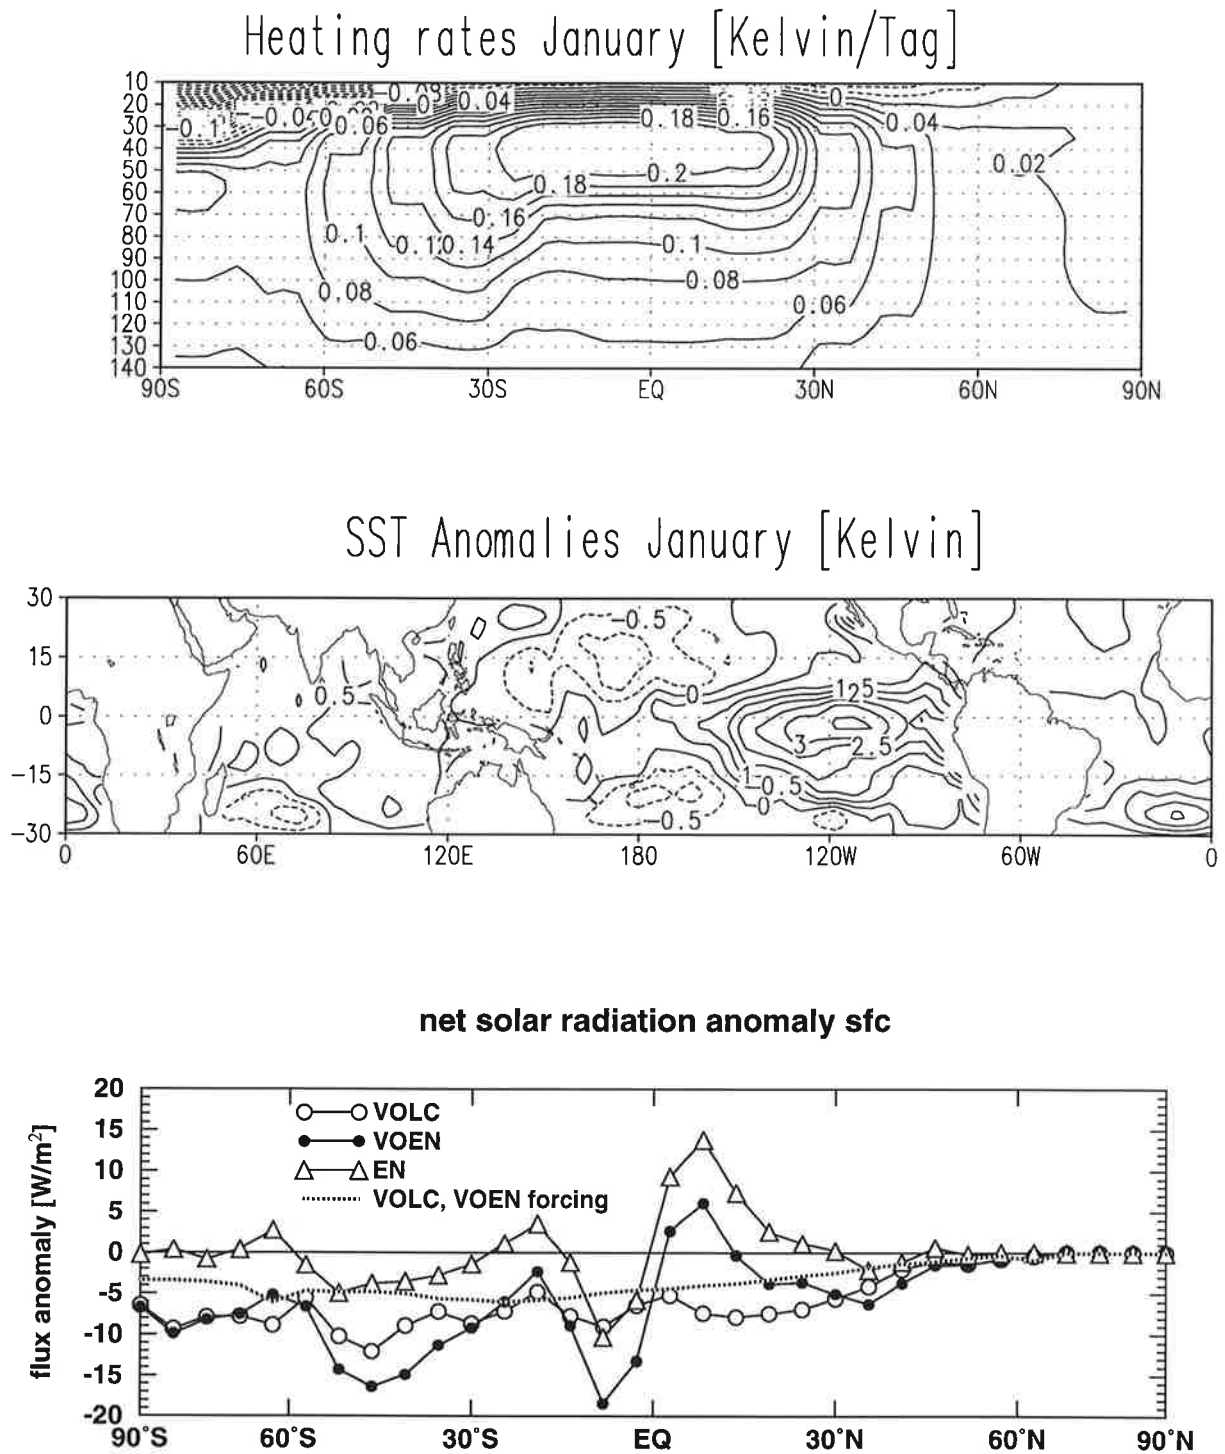 Heating rates January [Kelvin/Tag]
10
20
30
40
50
60
70
80
90
100
110
120
130
140
0.04
0
0
0.18
0.16
0.04
−0.1
0.06
0.02
0.2
0.18
0.16
0.1
0.14
0.1
0.08
0.08
0.06
0.06
90S
60S
30S
EQ
30N
60N
90N
SST Anomalies January [Kelvin]
30
15
0
−15
−30
−0.5
0.5
0
3
2.5
−0.5
0
−0.5
0
60E
120E
180
120W
60W
0
net solar radiation anomaly sfc
flux anomaly [W/m²]
20
15
10
5
0
-5
-10
-15
-20
VOLC
VOEN
EN
VOLC, VOEN forcing
90°S
60°S
30°S
EQ
30°N
60°N
90°N